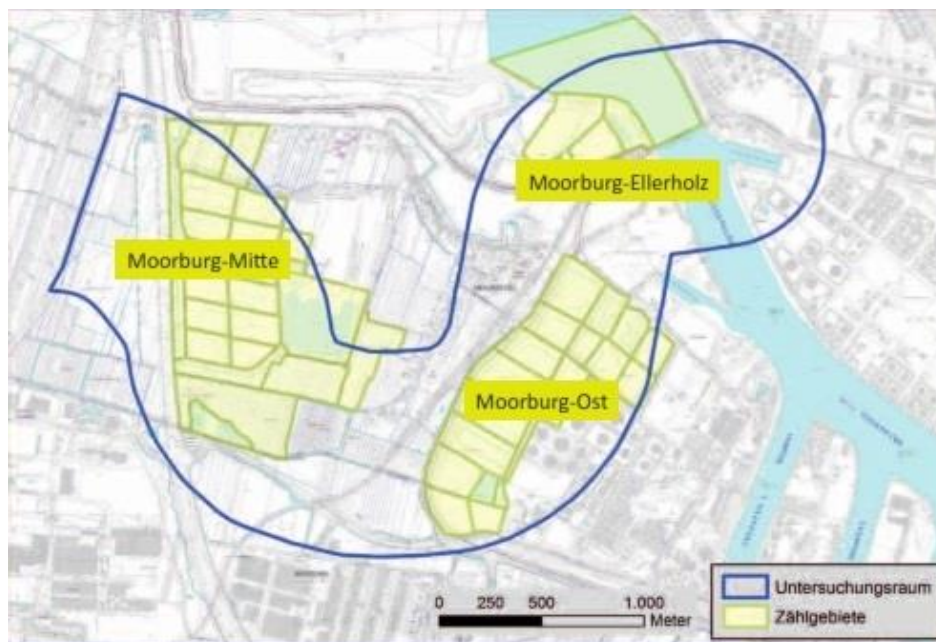 Moorburg-Ellerholz
Moorburg-Mitte
Moorburg-Ost
0 250 500 1.000
Meter
Untersuchungsraum
Zählgebiete